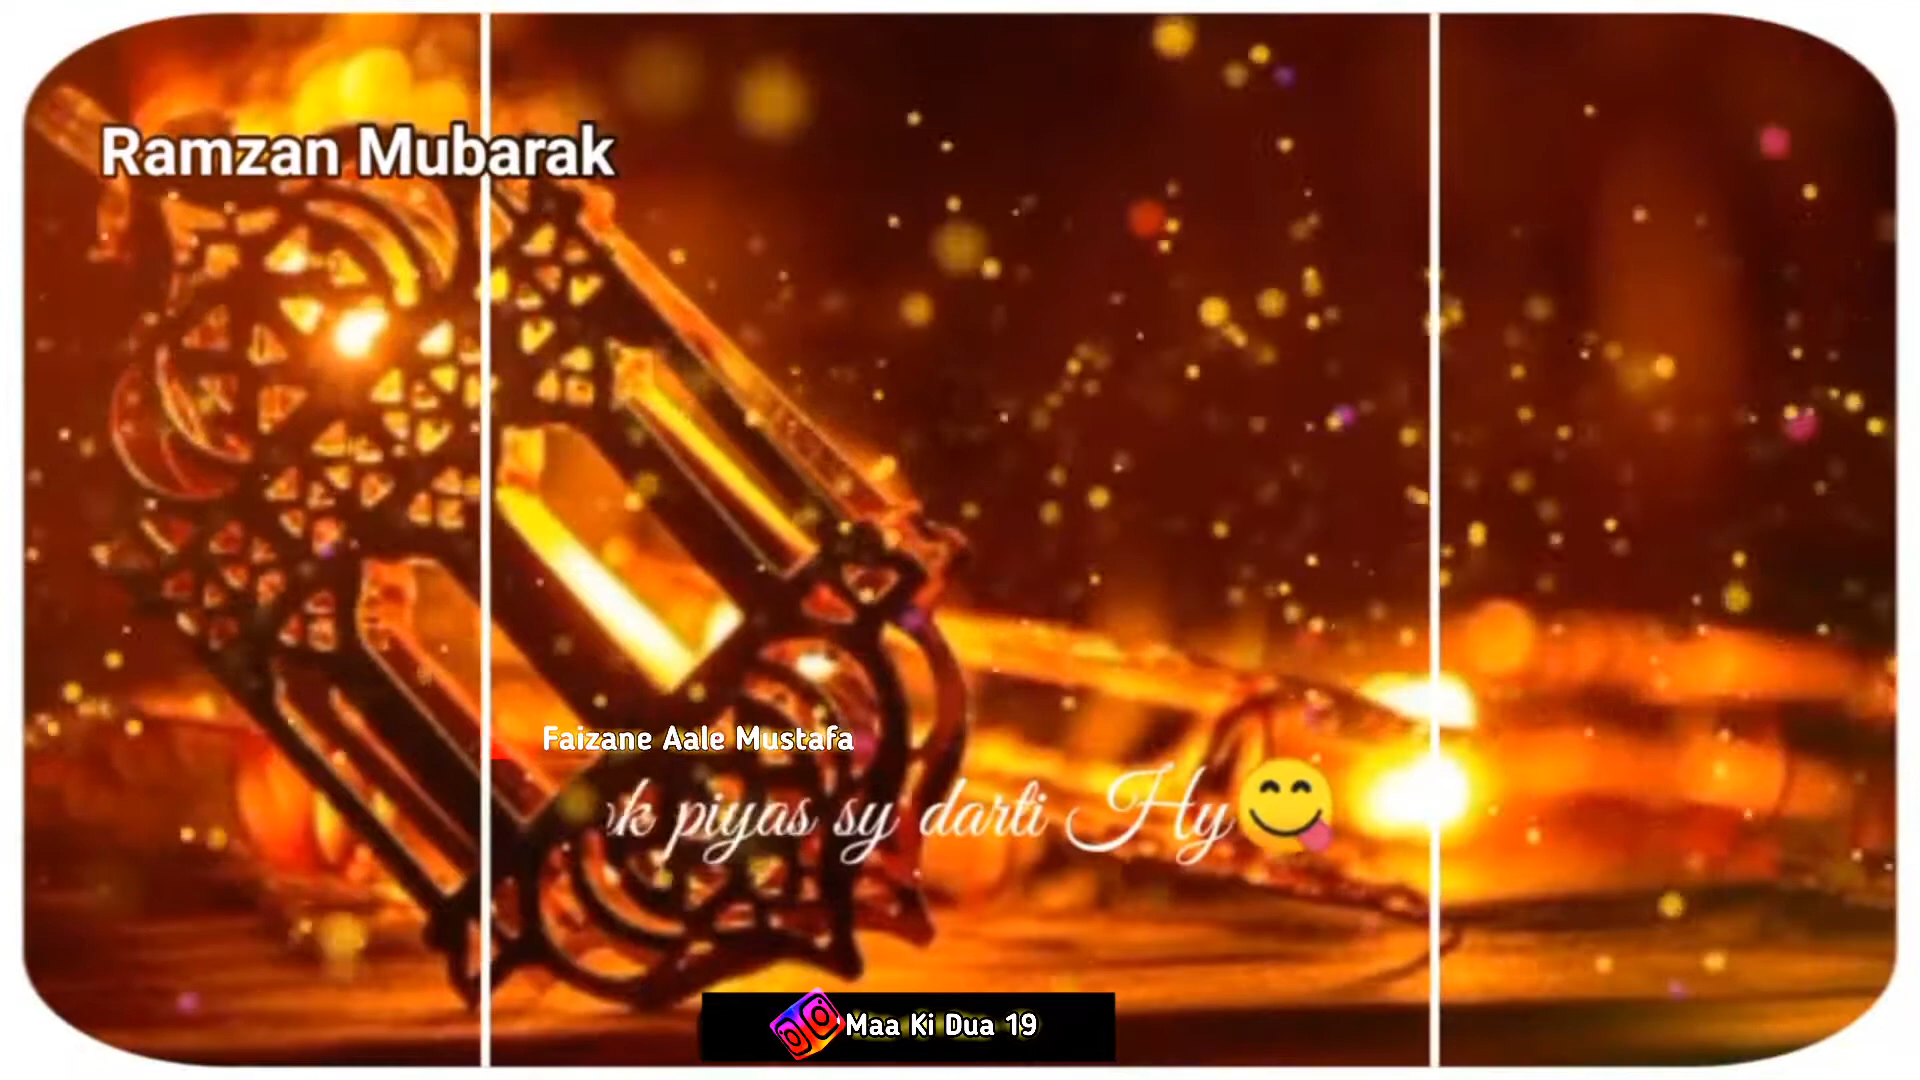 Ramzan Mubarak
Faizane Aale Mustafa
piyas sy darti Hy😋
Maa Ki Dua 19